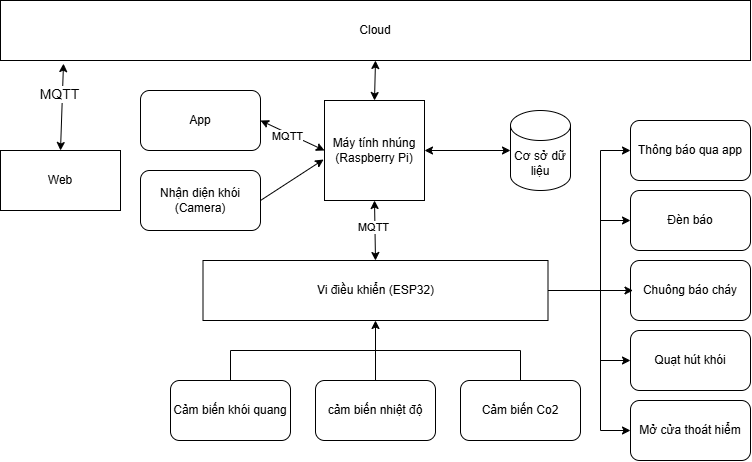 Cloud
MQTT
App
MQTT
Máy tính nhúng
(Raspberry Pi)
Cơ sở dữ
liệu
Thông báo qua app
Web
Nhận diện khói
(Camera)
Đèn báo
MQTT
Vi điều khiển (ESP32)
Chuông báo cháy
Quạt hút khói
Cảm biến khói quang
cảm biến nhiệt độ
Cảm biến Co2
Mở cửa thoát hiểm